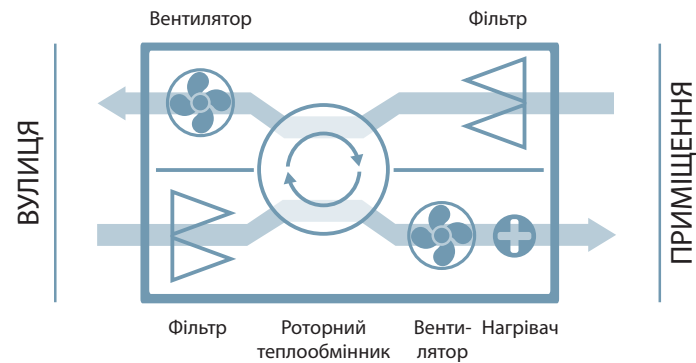 Вентилятор
Фільтр
ВУЛИЦЯ
ПРИМІЩЕННЯ
Фільтр
Роторний
теплообмінник
Венти-
лятор
Нагрівач